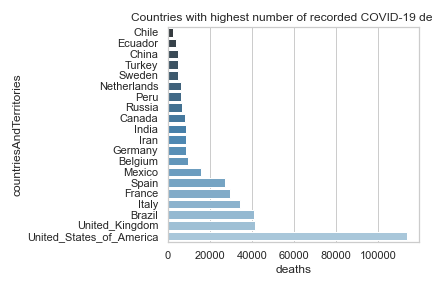 Countries with highest number of recorded COVID-19 de
Chile
Ecuador
China
Turkey
Sweden
Netherlands
Peru
Russia
Canada
India
Iran
Germany
Belgium
Mexico
Spain
France
Italy
Brazil
United_Kingdom
United_States_of_America
countriesAndTerritories
0 20000 40000 60000 80000 100000
deaths